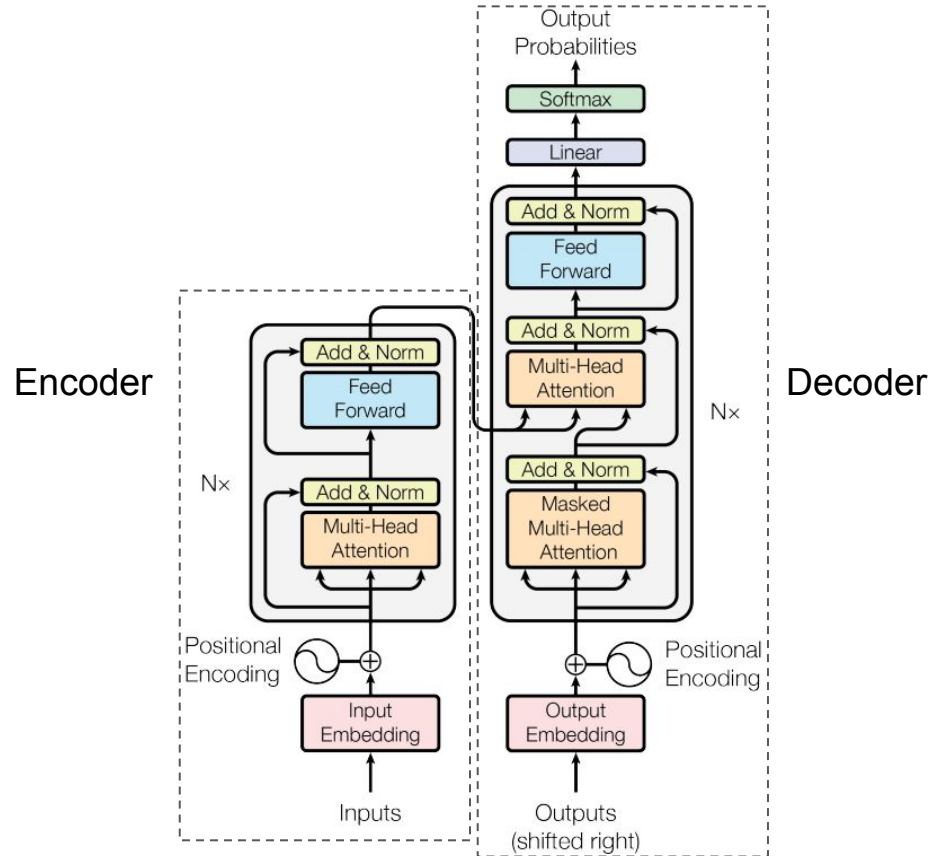 Output
Probabilities
Softmax
Linear
Add & Norm
Feed
Forward
Add & Norm
Multi-Head
Attention
Add & Norm
Masked
Multi-Head
Attention
N×
Decoder
Positional
Encoding
Output
Embedding
Outputs
(shifted right)
Encoder
Add & Norm
Feed
Forward
N×
Add & Norm
Multi-Head
Attention
Positional
Encoding
Input
Embedding
Inputs